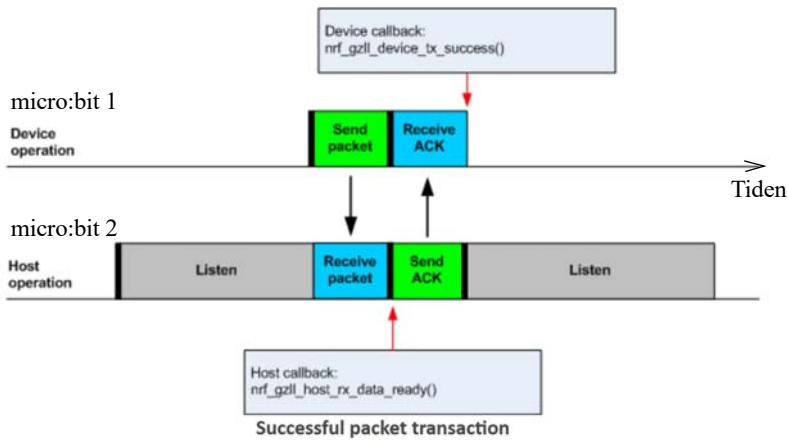 Device callback:
nrf_gzll_device_tx_success()
micro:bit 1
Device
operation
Send
packet
Receive
ACK
Tiden
micro:bit 2
Host
operation
Listen
Receive
packet
Send
ACK
Listen
Host callback:
nrf_gzll_host_rx_data_ready()
Successful packet transaction